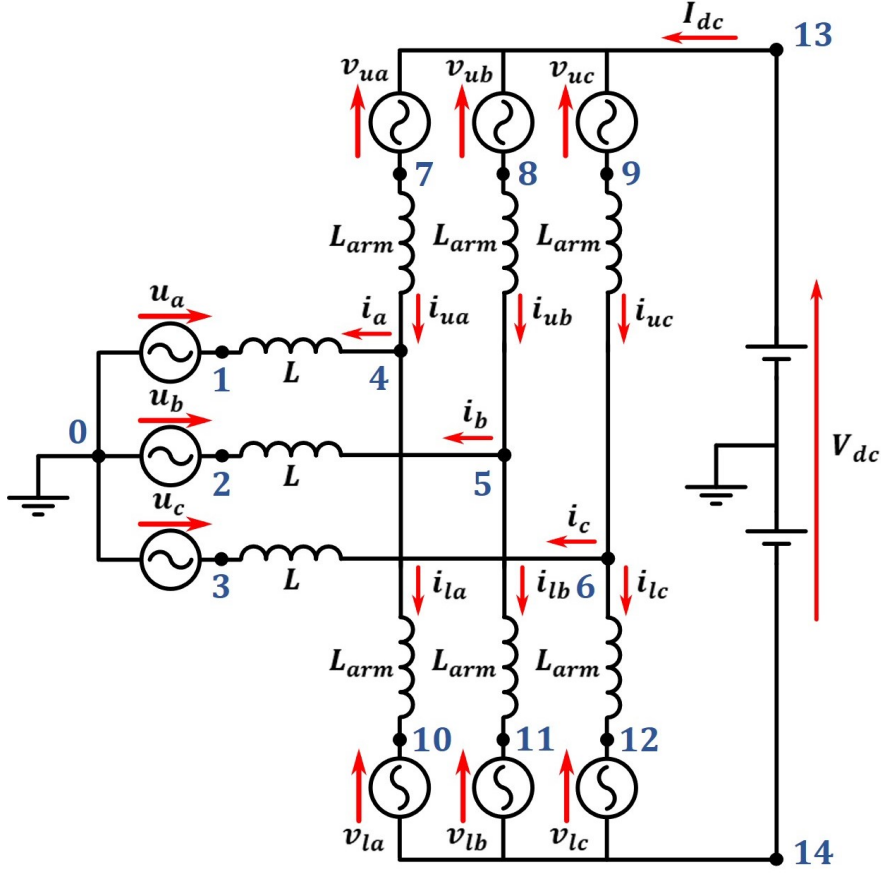 I_dc 13
v_ua v_ub v_uc
7 8 9
L_arm L_arm L_arm
u_a i_a i_ua i_ub i_uc
1 L 4
u_b i_b
0 V_dc
2 L 5
u_c i_c
3 L i_la i_lb 6 i_lc
L_arm L_arm L_arm
10 11 12
v_la v_lb v_lc
14